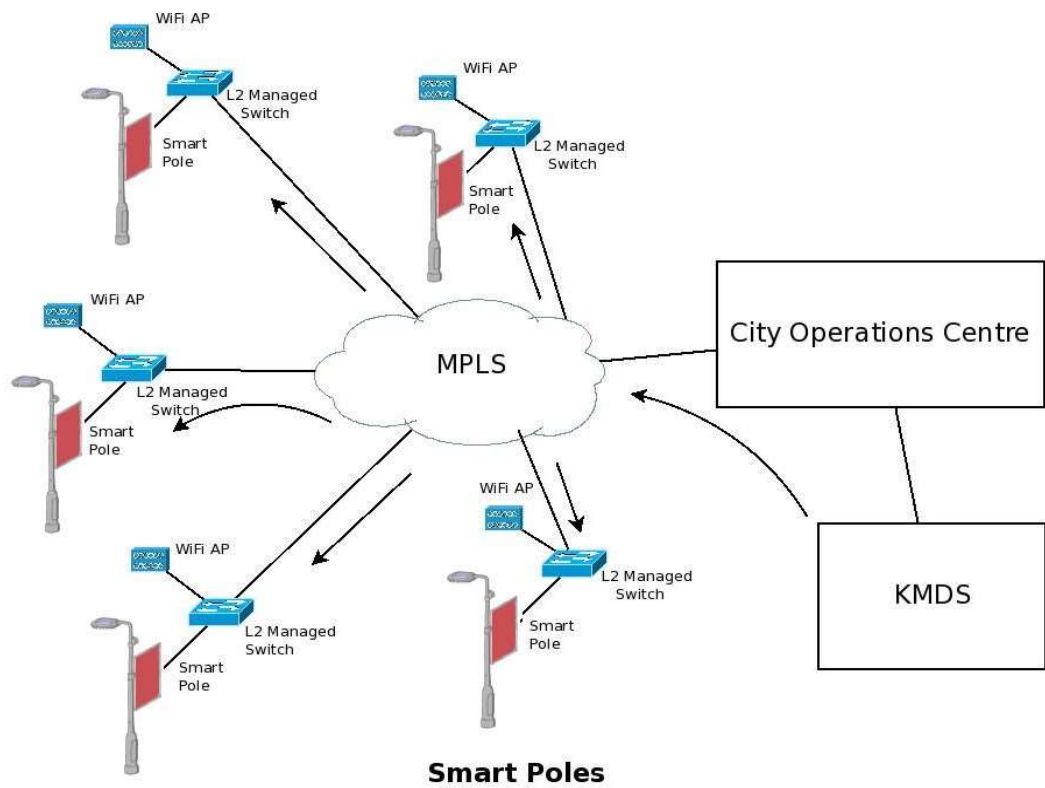 WiFi AP
L2 Managed
Switch
Smart
Pole
WiFi AP
L2 Managed
Switch
Smart
Pole
WiFi AP
L2 Managed
Switch
Smart
Pole
MPLS
City Operations Centre
WiFi AP
L2 Managed
Switch
Smart
Pole
WiFi AP
L2 Managed
Switch
Smart
Pole
KMDS
Smart Poles